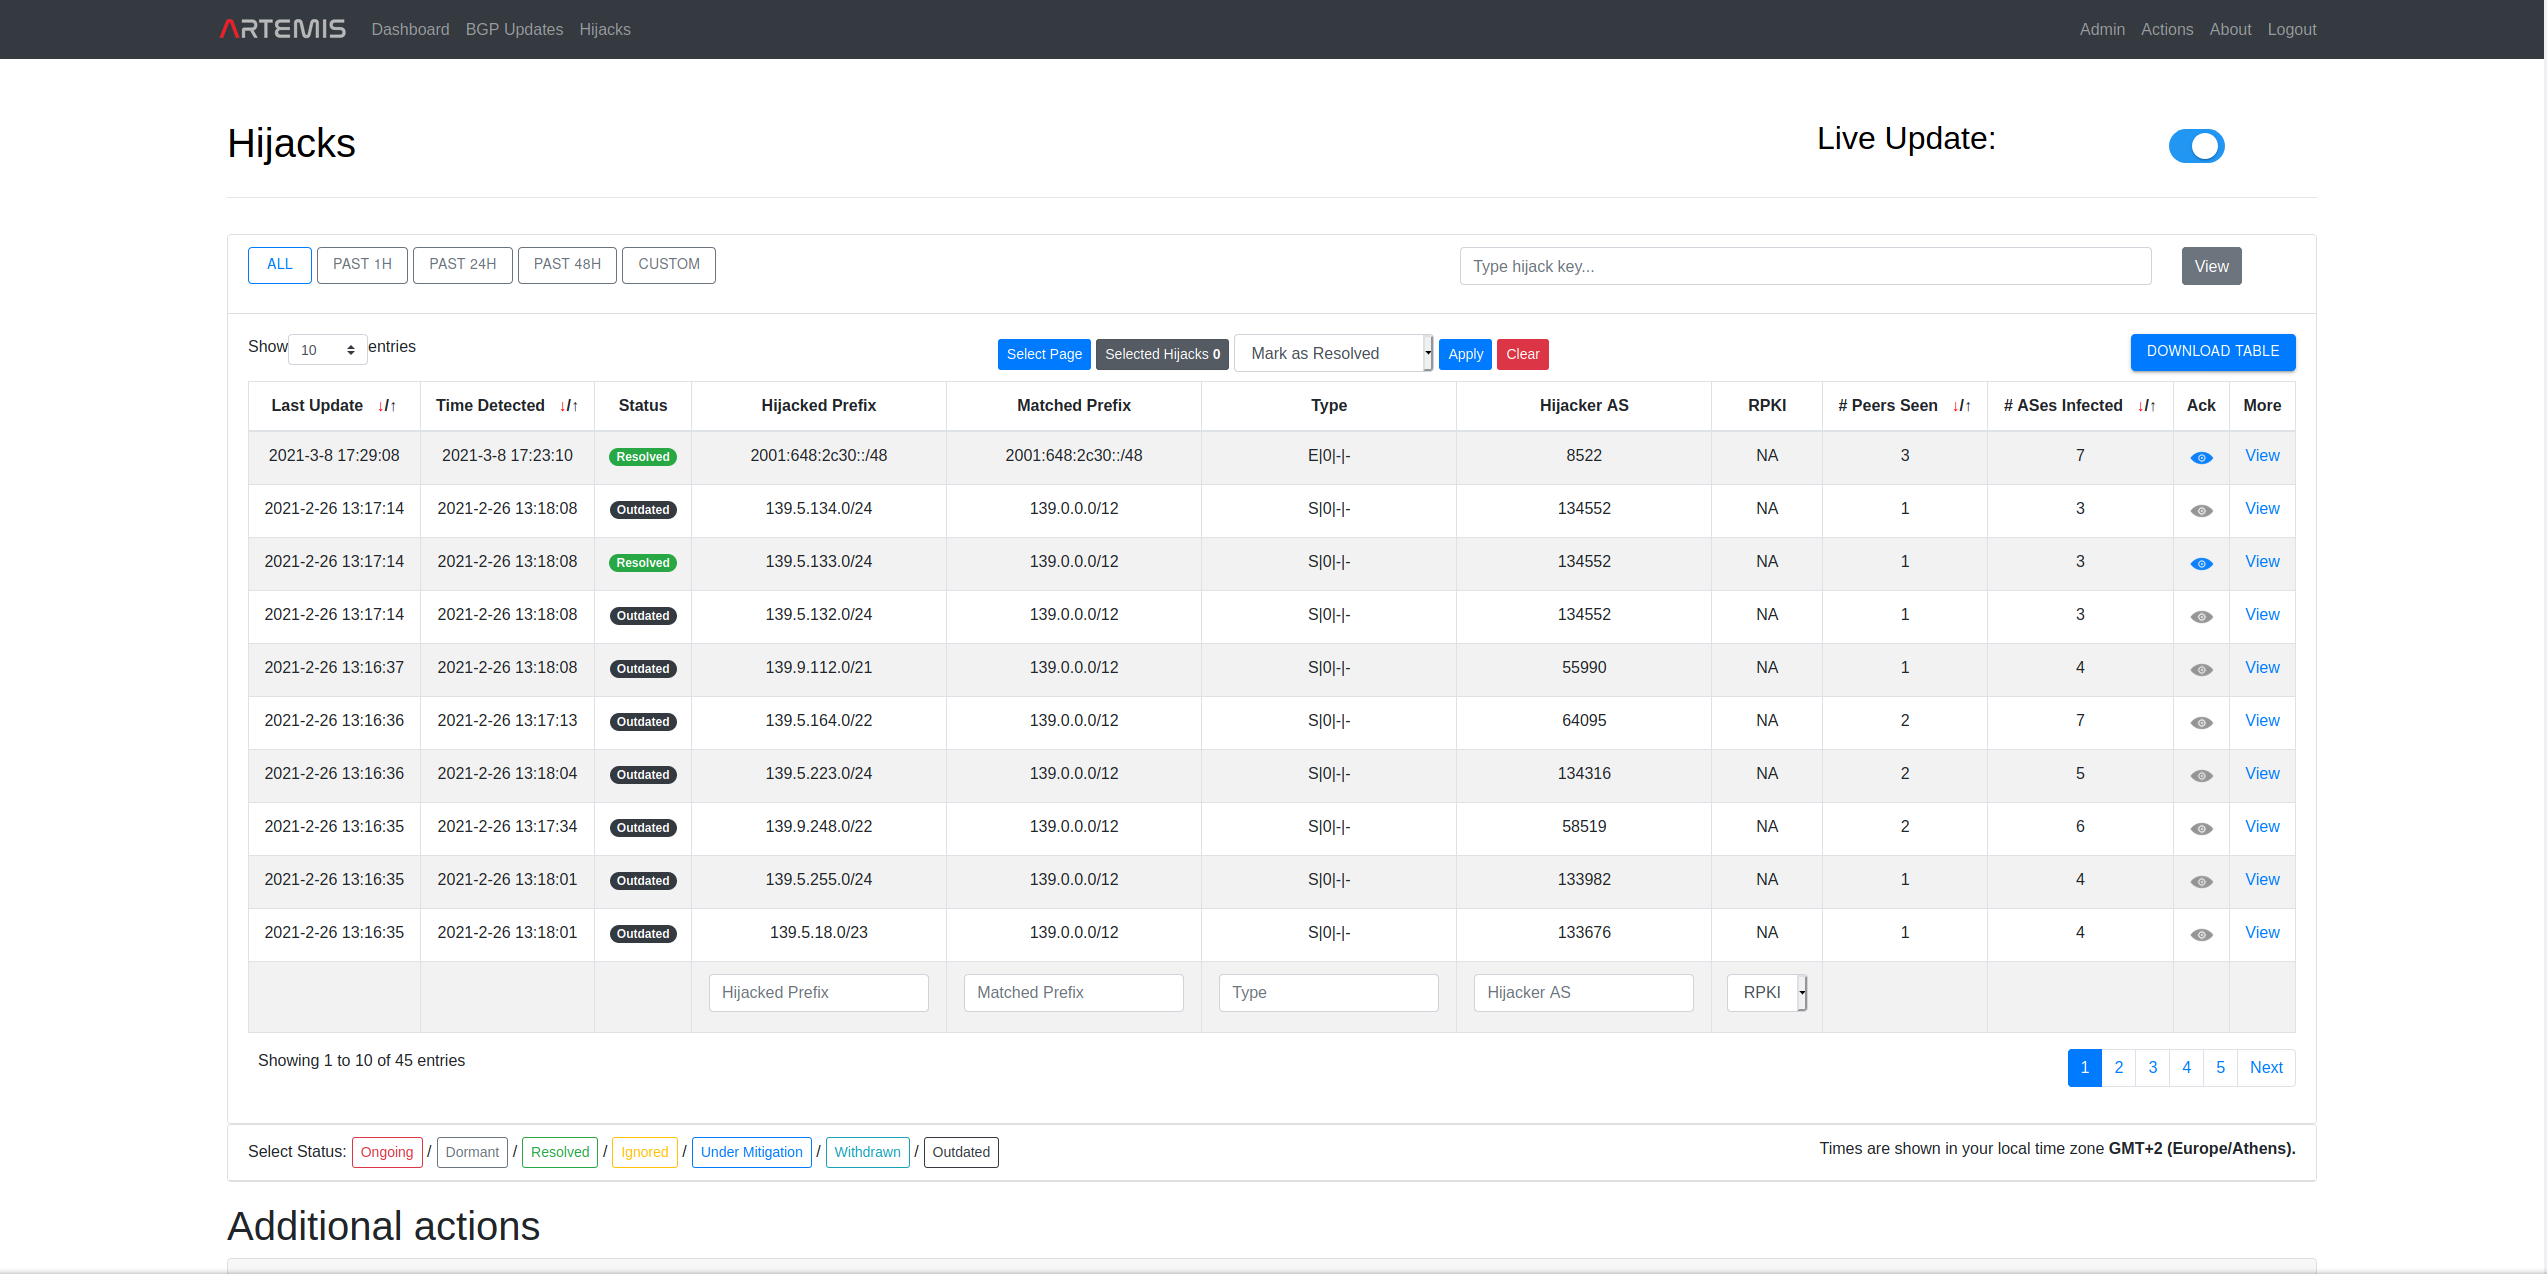 ARTEMIS Dashboard BGP Updates Hijacks Admin Actions About Logout
Hijacks Live Update:
ALL PAST 1H PAST 24H PAST 48H CUSTOM Type hijack key... View
Show 10 entries Select Page Selected Hijacks 0 Mark as Resolved Apply Clear DOWNLOAD TABLE
Last Update ↓/↑ Time Detected ↓/↑ Status Hijacked Prefix Matched Prefix Type Hijacker AS RPKI # Peers Seen ↓/↑ # ASes Infected ↓/↑ Ack More
2021-3-8 17:29:08 2021-3-8 17:23:10 Resolved 2001:648:2c30::/48 2001:648:2c30::/48 E|0|-|- 8522 NA 3 7 View
2021-2-26 13:17:14 2021-2-26 13:18:08 Outdated 139.5.134.0/24 139.0.0.0/12 S|0|-|- 134552 NA 1 3 View
2021-2-26 13:17:14 2021-2-26 13:18:08 Resolved 139.5.133.0/24 139.0.0.0/12 S|0|-|- 134552 NA 1 3 View
2021-2-26 13:17:14 2021-2-26 13:18:08 Outdated 139.5.132.0/24 139.0.0.0/12 S|0|-|- 134552 NA 1 3 View
2021-2-26 13:16:37 2021-2-26 13:18:08 Outdated 139.9.112.0/21 139.0.0.0/12 S|0|-|- 55990 NA 1 4 View
2021-2-26 13:16:36 2021-2-26 13:17:13 Outdated 139.5.164.0/22 139.0.0.0/12 S|0|-|- 64095 NA 2 7 View
2021-2-26 13:16:36 2021-2-26 13:18:04 Outdated 139.5.223.0/24 139.0.0.0/12 S|0|-|- 134316 NA 2 5 View
2021-2-26 13:16:35 2021-2-26 13:17:34 Outdated 139.9.248.0/22 139.0.0.0/12 S|0|-|- 58519 NA 2 6 View
2021-2-26 13:16:35 2021-2-26 13:18:01 Outdated 139.5.255.0/24 139.0.0.0/12 S|0|-|- 133982 NA 1 4 View
2021-2-26 13:16:35 2021-2-26 13:18:01 Outdated 139.5.18.0/23 139.0.0.0/12 S|0|-|- 133676 NA 1 4 View
Hijacked Prefix Matched Prefix Type Hijacker AS RPKI
Showing 1 to 10 of 45 entries 1 2 3 4 5 Next
Select Status: Ongoing / Dormant / Resolved / Ignored / Under Mitigation / Withdrawn / Outdated Times are shown in your local time zone GMT+2 (Europe/Athens).
Additional actions